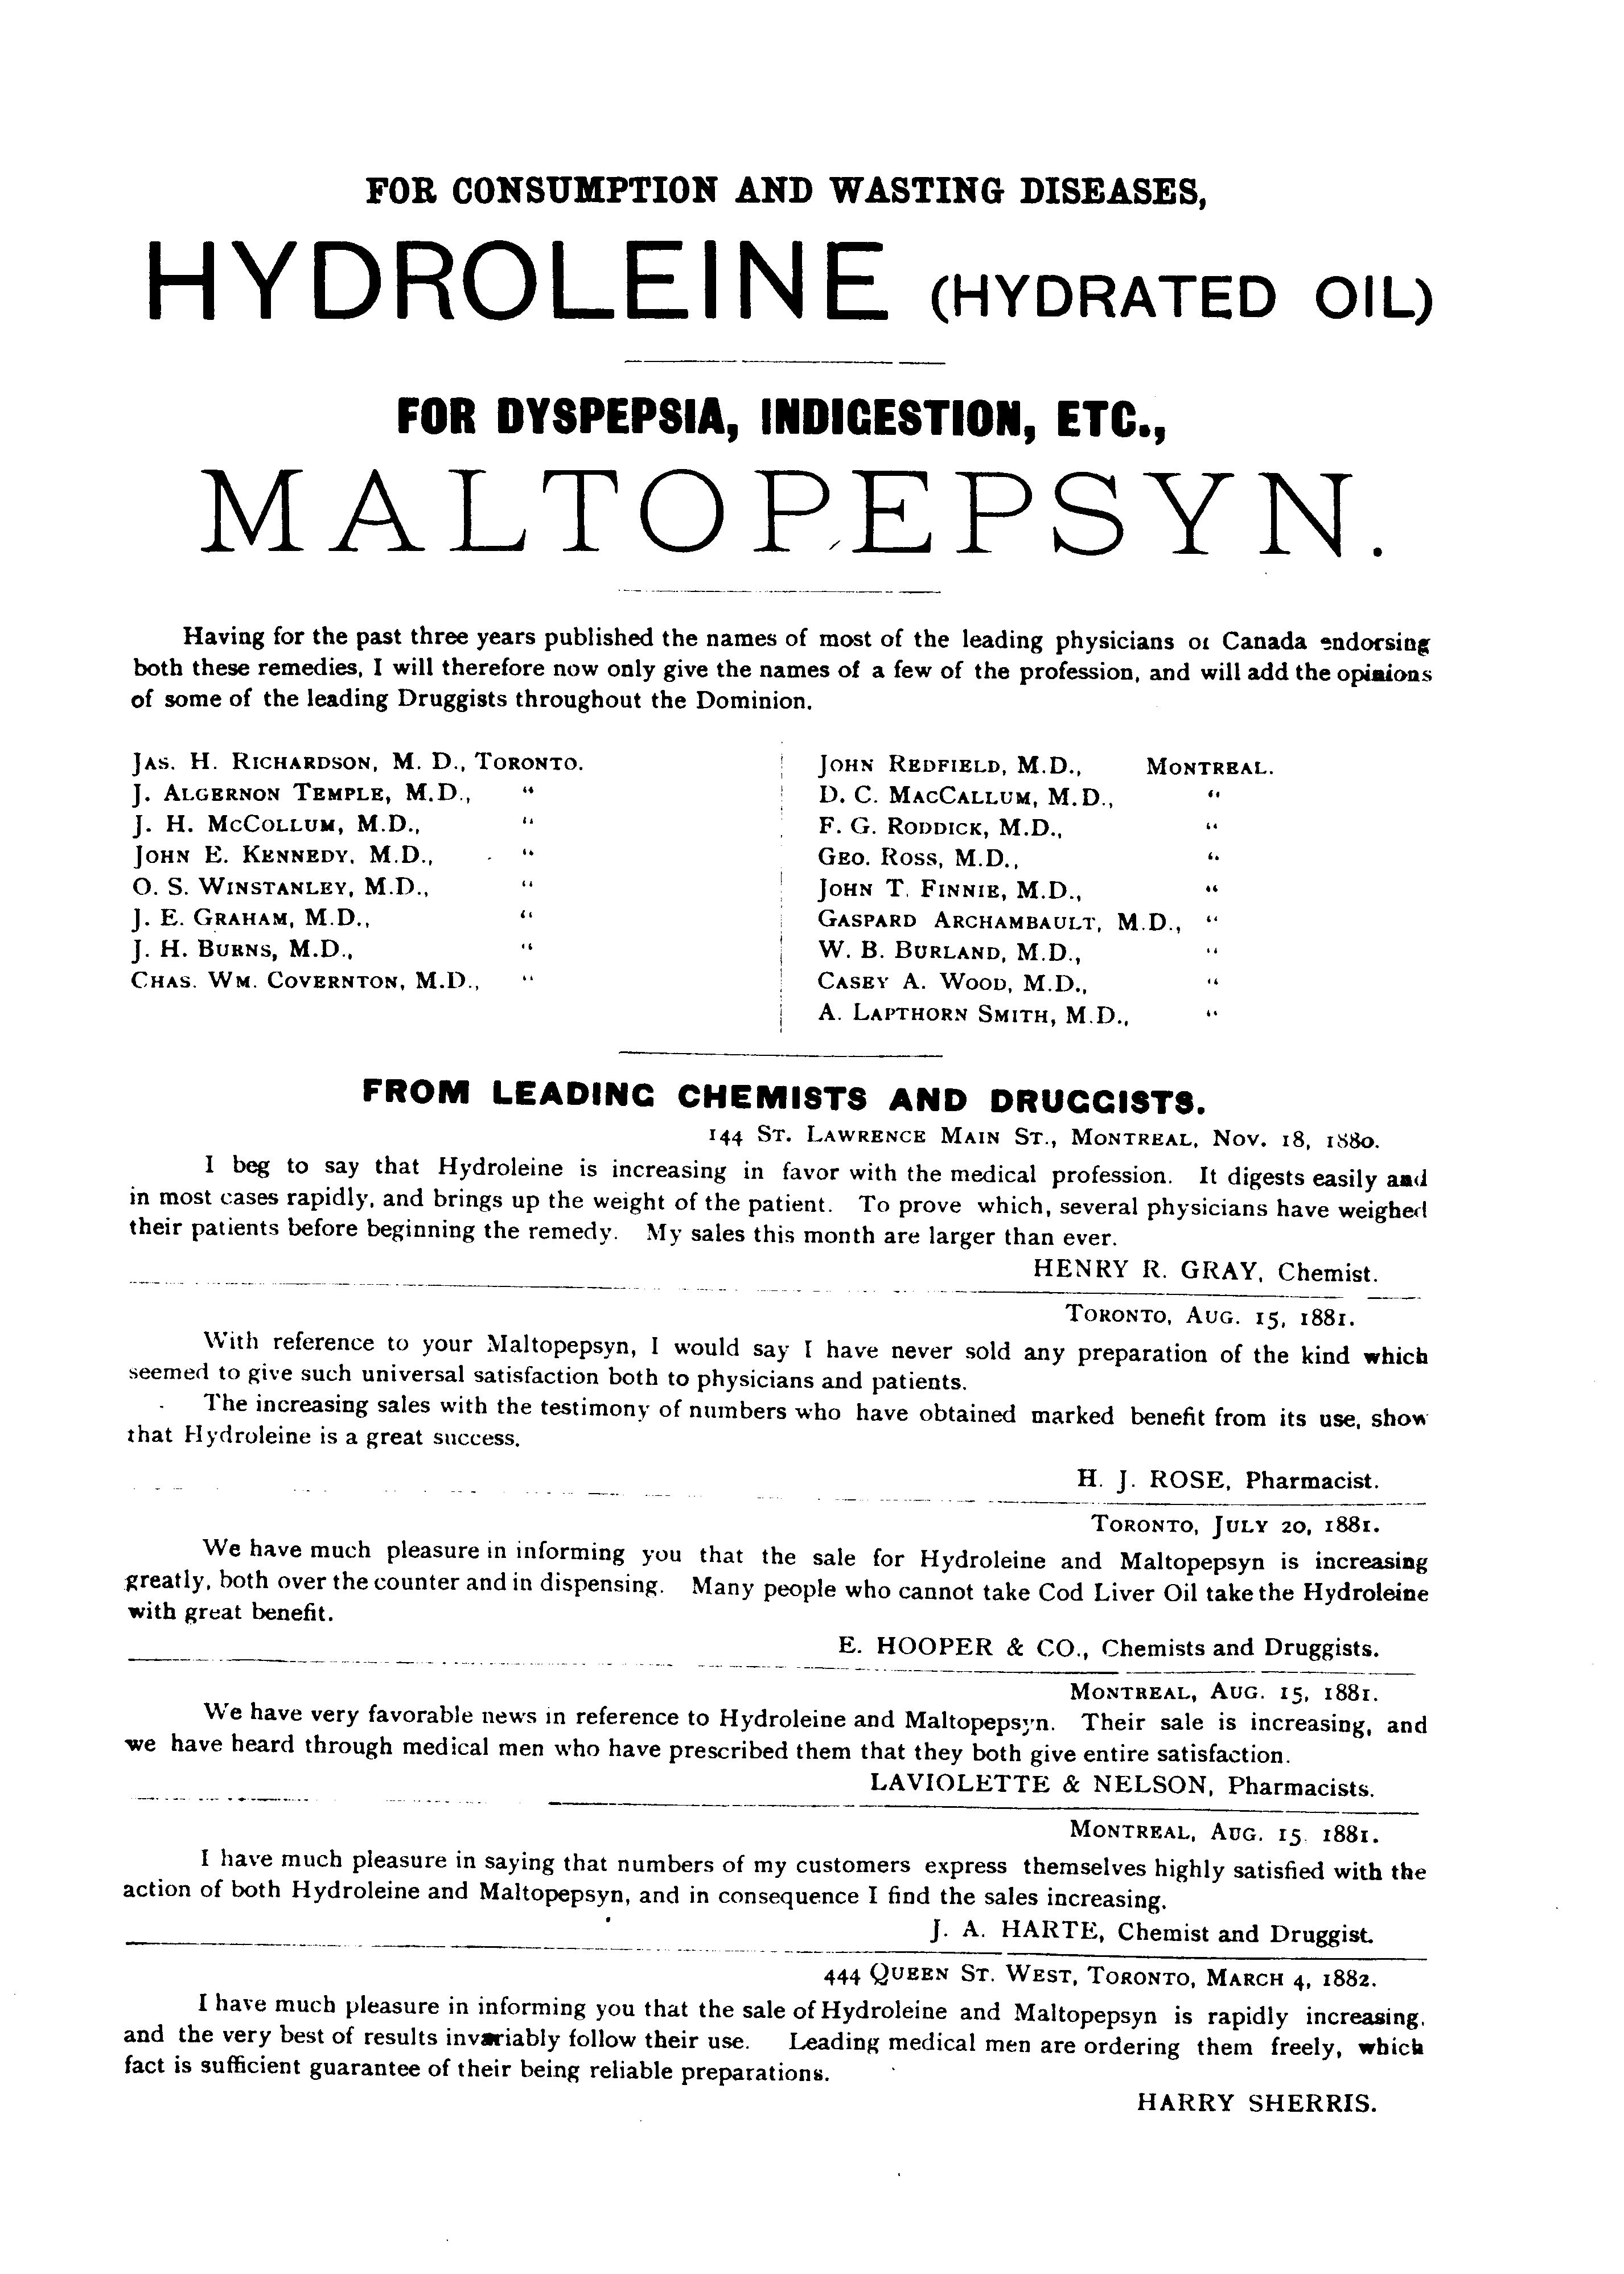 FOR CONSUMPTION AND WASTING DISEASES,
HYDROLEINE (HYDRATED OIL)
FOR DYSPEPSIA, INDIGESTION, ETC.,
MALTOPEPSYN.
Having for the past three years published the names of most of the leading physicians of Canada endorsing
both these remedies, I will therefore now only give the names of a few of the profession, and will add the opinions
of some of the leading Druggists throughout the Dominion.
JAS. H. RICHARDSON, M. D., TORONTO.
J. ALGERNON TEMPLE, M.D., "
J. H. MCCOLLUM, M.D., "
JOHN E. KENNEDY, M.D., "
O. S. WINSTANLEY, M.D., "
J. E. GRAHAM, M.D., "
J. H. BURNS, M.D., "
CHAS. WM. COVERNTON, M.D., "
JOHN REDFIELD, M.D., MONTREAL.
D. C. MACCALLUM, M.D., "
F. G. RODDICK, M.D., "
GEO. ROSS, M.D., "
JOHN T. FINNIE, M.D., "
GASPARD ARCHAMBAULT, M.D., "
W. B. BURLAND, M.D., "
CASEY A. WOOD, M.D., "
A. LAPTHORN SMITH, M.D., "
FROM LEADING CHEMISTS AND DRUGGISTS.
144 ST. LAWRENCE MAIN ST., MONTREAL, NOV. 18, 1880.
I beg to say that Hydroleine is increasing in favor with the medical profession. It digests easily and
in most cases rapidly, and brings up the weight of the patient. To prove which, several physicians have weighed
their patients before beginning the remedy. My sales this month are larger than ever.
HENRY R. GRAY, Chemist.
TORONTO, AUG. 15, 1881.
With reference to your Maltopepsyn, I would say I have never sold any preparation of the kind which
seemed to give such universal satisfaction both to physicians and patients.
The increasing sales with the testimony of numbers who have obtained marked benefit from its use, show
that Hydroleine is a great success.
H. J. ROSE, Pharmacist.
TORONTO, JULY 20, 1881.
We have much pleasure in informing you that the sale for Hydroleine and Maltopepsyn is increasing
greatly, both over the counter and in dispensing. Many people who cannot take Cod Liver Oil take the Hydroleine
with great benefit.
E. HOOPER & CO., Chemists and Druggists.
MONTREAL, AUG. 15, 1881.
We have very favorable news in reference to Hydroleine and Maltopepsyn. Their sale is increasing, and
we have heard through medical men who have prescribed them that they both give entire satisfaction.
LAVIOLETTE & NELSON, Pharmacists.
MONTREAL, AUG. 15. 1881.
I have much pleasure in saying that numbers of my customers express themselves highly satisfied with the
action of both Hydroleine and Maltopepsyn, and in consequence I find the sales increasing.
J. A. HARTE, Chemist and Druggist.
444 QUEEN ST. WEST, TORONTO, MARCH 4, 1882.
I have much pleasure in informing you that the sale of Hydroleine and Maltopepsyn is rapidly increasing,
and the very best of results invariably follow their use. Leading medical men are ordering them freely, which
fact is sufficient guarantee of their being reliable preparations.
HARRY SHERRIS.